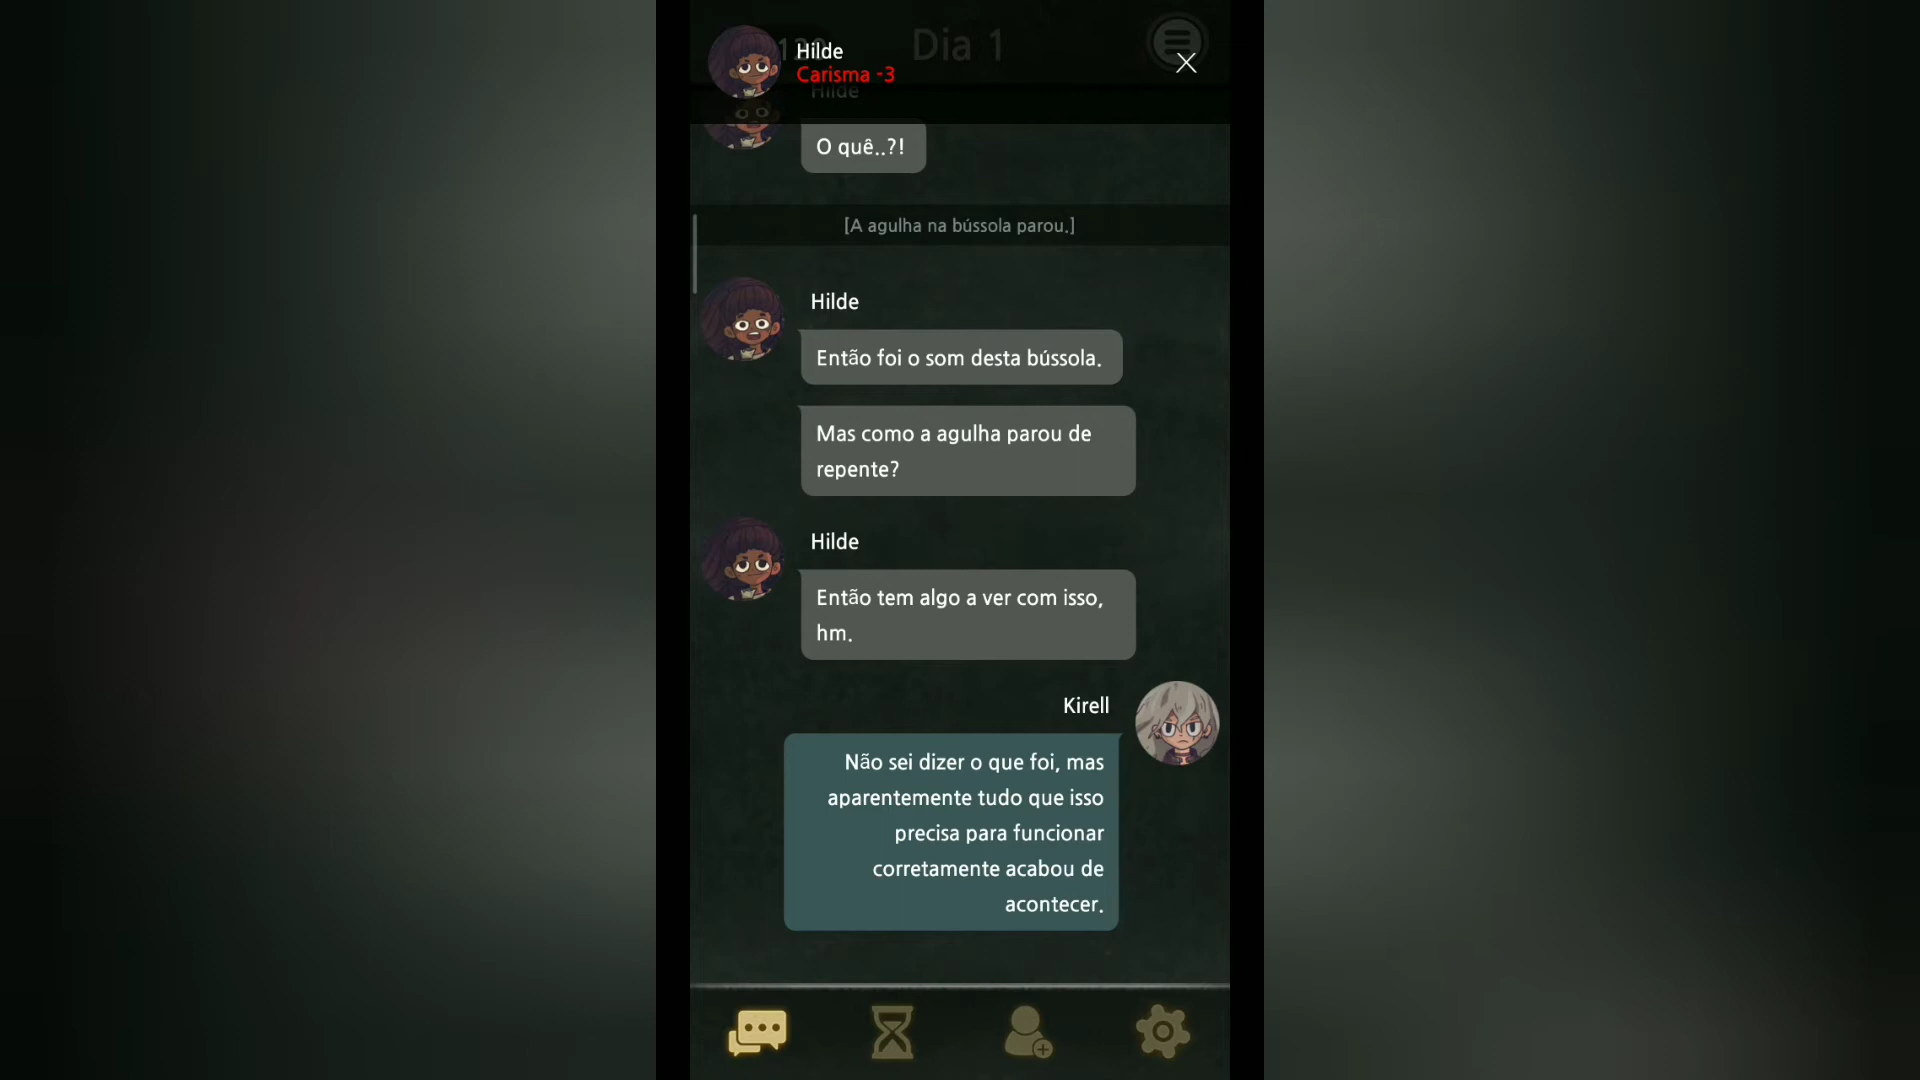 Dia 1
Hilde
Carisma -3
Hilde
O quê..?!
[A agulha na bússola parou.]
Hilde
Então foi o som desta bússola.
Mas como a agulha parou de
repente?
Hilde
Então tem algo a ver com isso,
hm.
Kirell
Não sei dizer o que foi, mas
aparentemente tudo que isso
precisa para funcionar
corretamente acabou de
acontecer.